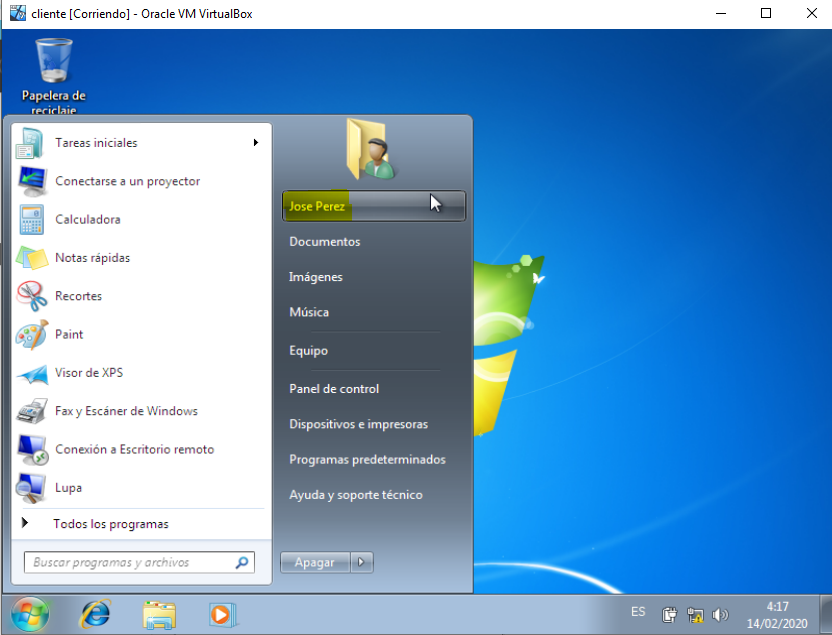 cliente [Corriendo] - Oracle VM VirtualBox
Papelera de
reciclaje
Tareas iniciales
Conectarse a un proyector
Calculadora
Notas rápidas
Recortes
Paint
Visor de XPS
Fax y Escáner de Windows
Conexión a Escritorio remoto
Lupa
Todos los programas
Buscar programas y archivos
Jose Perez
Documentos
Imágenes
Música
Equipo
Panel de control
Dispositivos e impresoras
Programas predeterminados
Ayuda y soporte técnico
Apagar
ES
4:17
14/02/2020